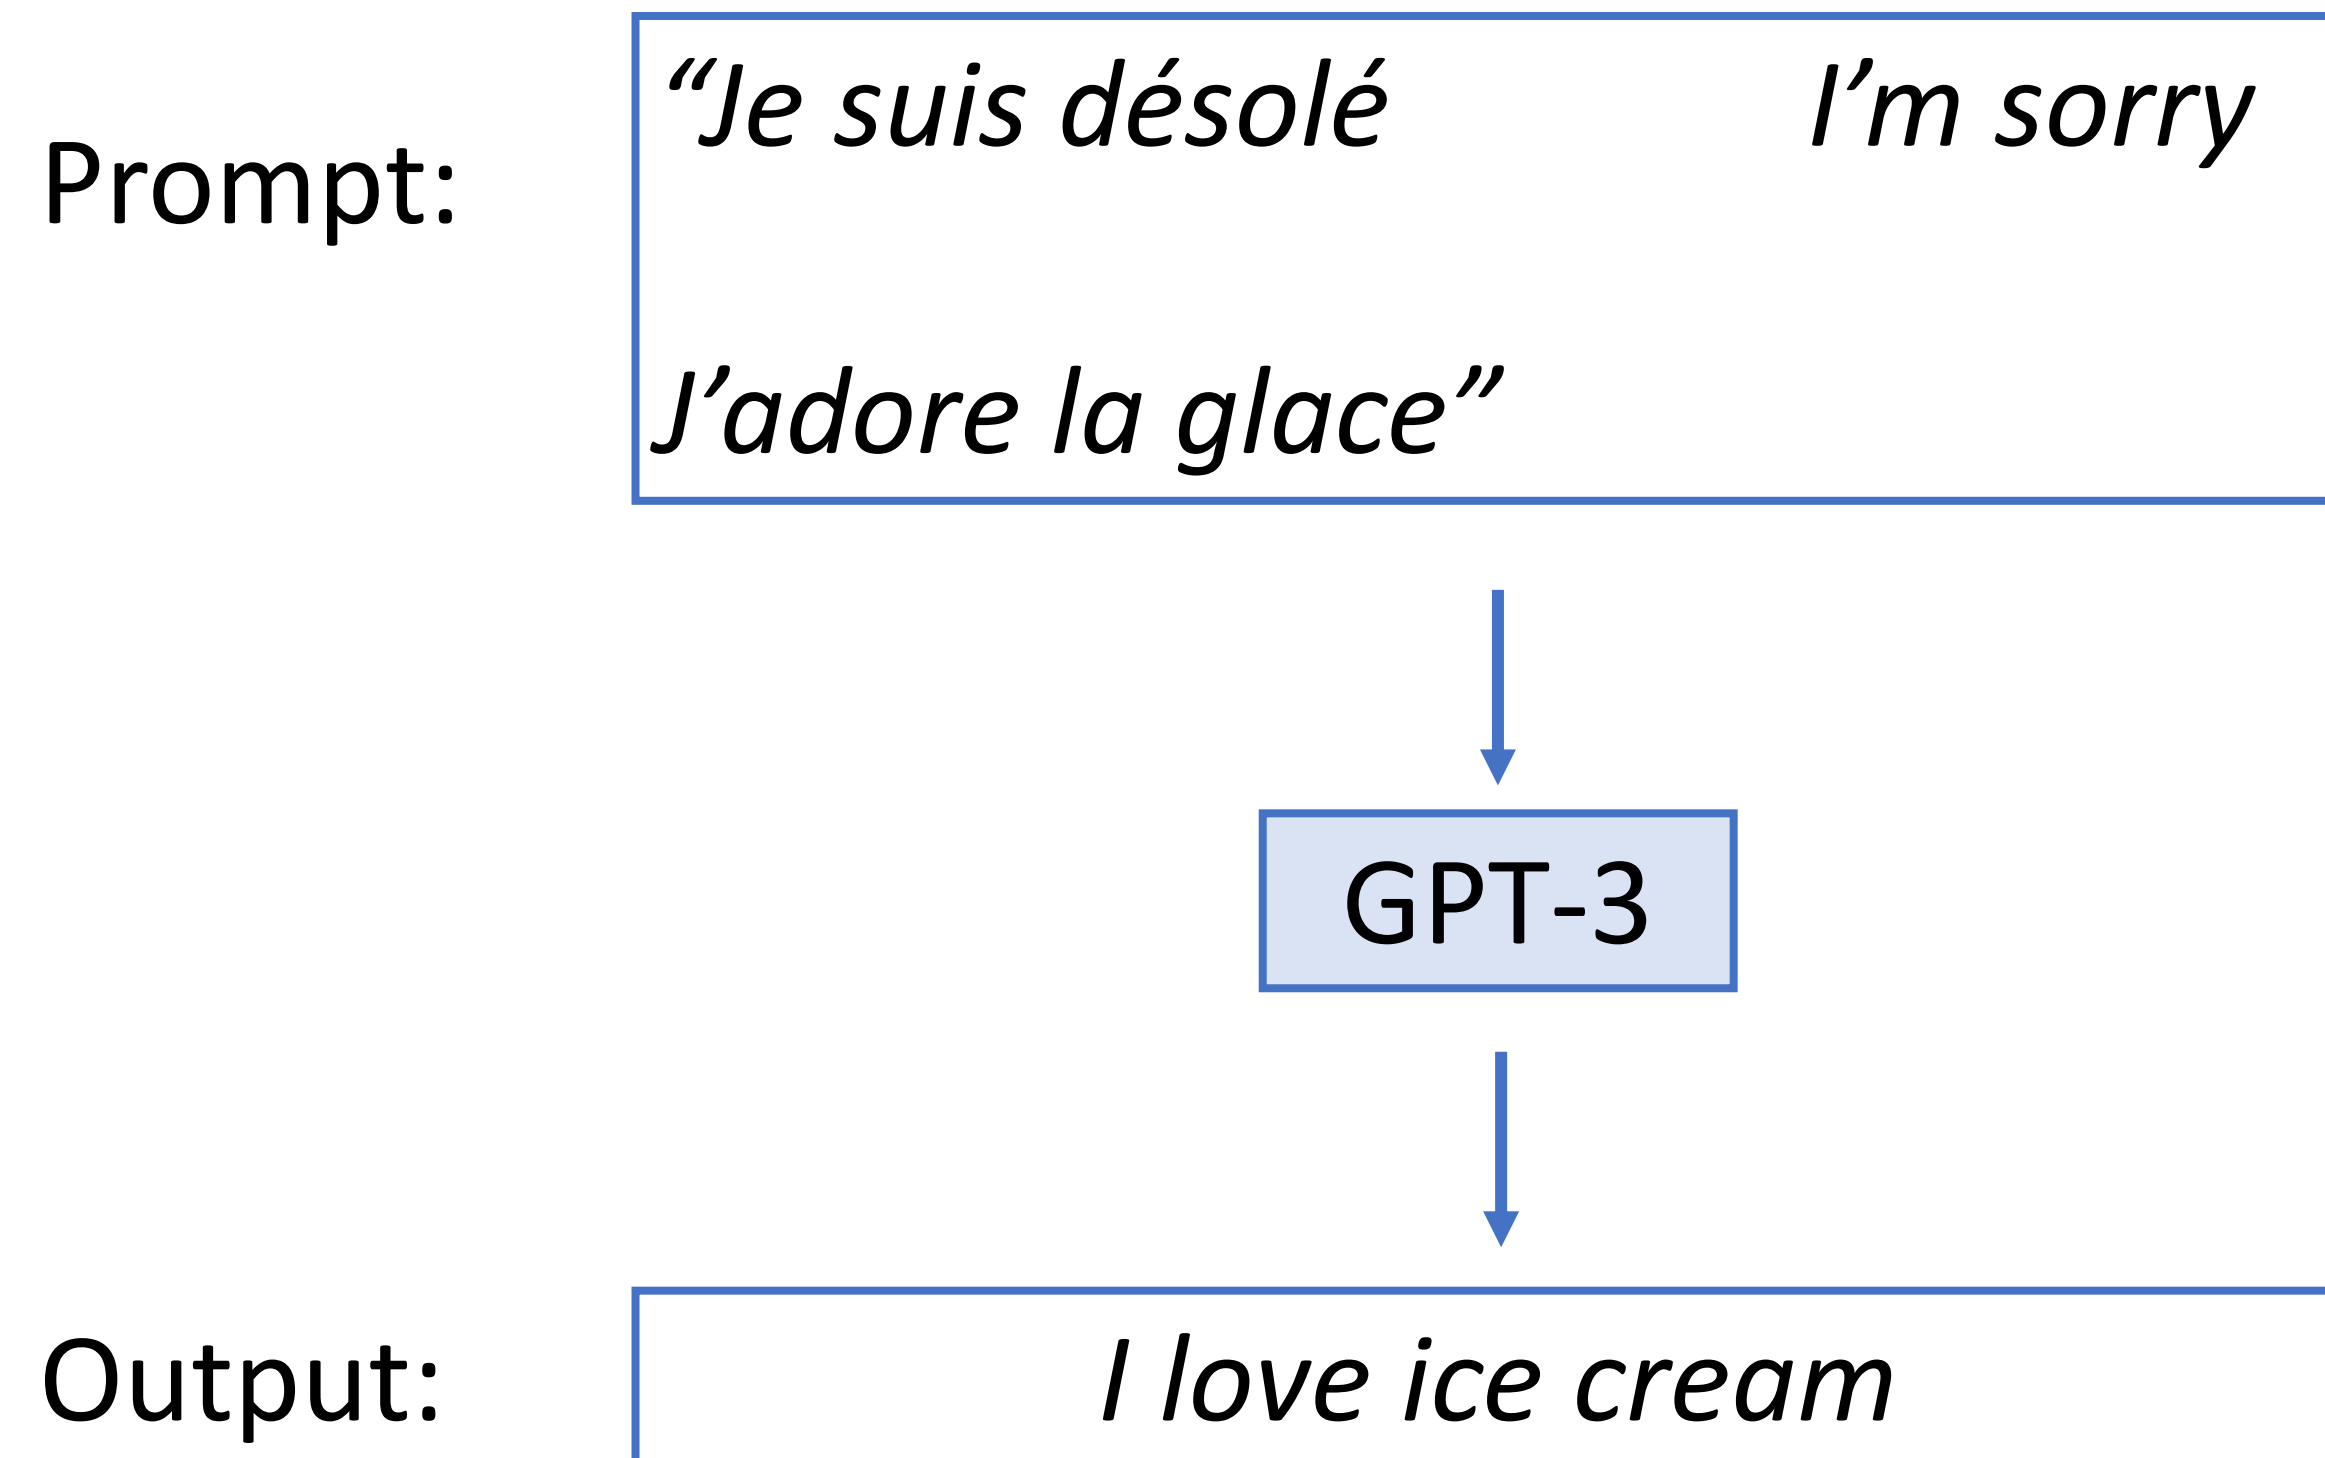 Prompt:
“Je suis désolé I’m sorry
J’adore la glace”
GPT-3
Output:
I love ice cream